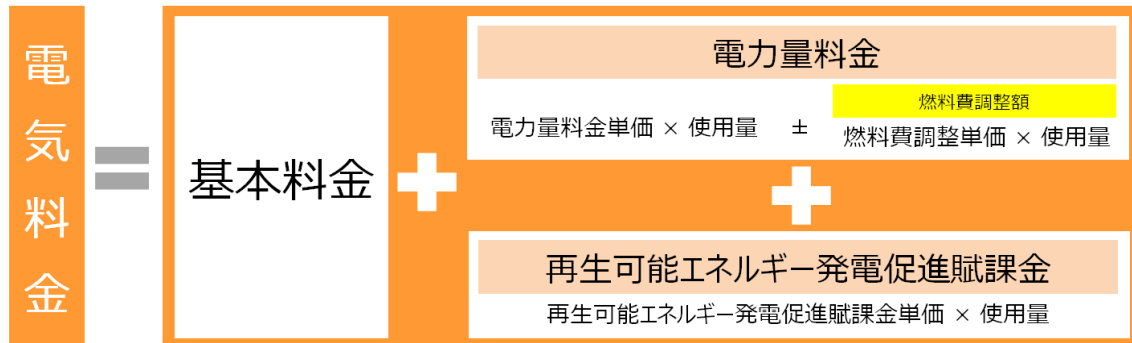 電気料金
=
基本料金
+
電力量料金
燃料費調整額
電力量料金単価 × 使用量 ± 燃料費調整単価 × 使用量
+
再生可能エネルギー発電促進賦課金
再生可能エネルギー発電促進賦課金単価 × 使用量